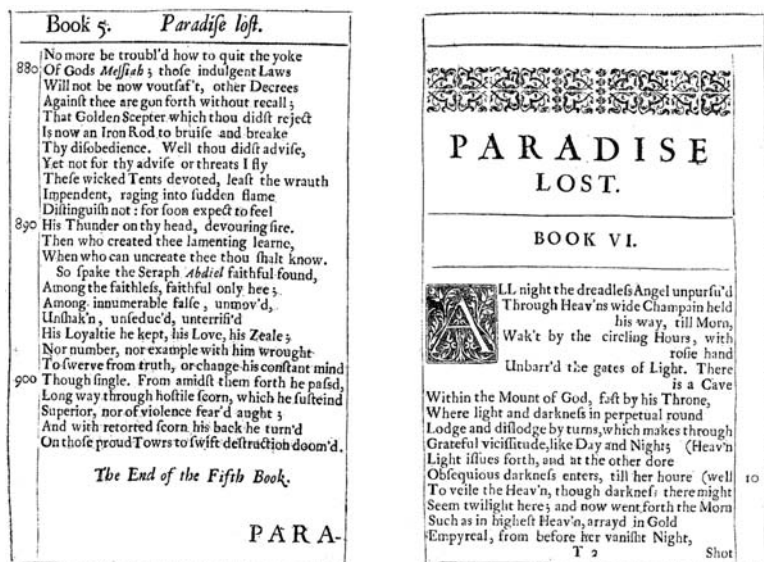 Book 5. Paradiſe loſt.
No more be troubl'd how to quit the yoke
880 Of Gods Meſſiah ; thoſe indulgent Laws
Will not be now voutſaf't, other Decrees
Againſt thee are gon forth without recall ;
That Golden Scepter which thou didſt reject
Is now an Iron Rod to bruiſe and breake
Thy diſobedience. Well thou didſt adviſe,
Yet not for thy adviſe or threats I fly
Theſe wicked Tents devoted, leaſt the wrauth
Impendent, raging into ſudden flame
Diſtinguiſh not : for ſoon expect to feel
890 His Thunder on thy head, devouring fire.
Then who created thee lamenting learne,
When who can uncreate thee thou ſhalt know.
So ſpake the Seraph Abdiel faithful found,
Among the faithleſs, faithful only hee ;
Among innumerable falſe, unmov'd,
Unſhak'n, unſeduc'd, unterrifi'd
His Loyaltie he kept, his Love, his Zeale ;
Nor number, nor example with him wrought
To ſwerve from truth, or change his conſtant mind
900 Though ſingle. From amidſt them forth he paſsd,
Long way through hoſtile ſcorn, which he ſuſteind
Superior, nor of violence fear'd aught ;
And with retorted ſcorn his back he turn'd
On thoſe proud Towrs to ſwift deſtruction doom'd.
The End of the Fifth Book.
PARA-
PARADISE
LOST.
BOOK VI.
ALL night the dreadleſs Angel unpurſu'd
Through Heav'ns wide Champain held
his way, till Morn,
Wak't by the circling Hours, with
roſie hand
Unbarr'd the gates of Light. There
is a Cave
Within the Mount of God, faſt by his Throne,
Where light and darkneſs in perpetual round
Lodge and diſlodge by turns, which makes through
Grateful viciſſitude, like Day and Night; (Heav'n
Light iſſues forth, and at the other dore
Obſequious darkneſs enters, till her houre (well 10
To veile the Heav'n, though darkneſs there might
Seem twilight here; and now went forth the Morn
Such as in higheſt Heav'n, arrayd in Gold
Empyreal, from before her vaniſht Night,
T 2 Shot